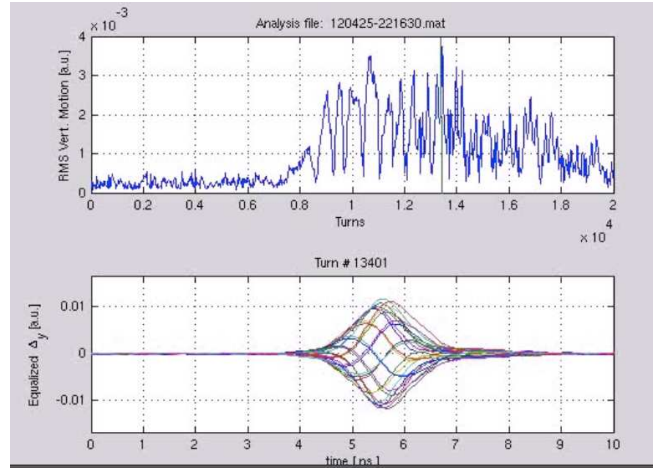 Analysis file: 120425-221630.mat
x 10 -3
4
3
2
1
0
RMS Vert. Motion [a.u.]
0 0.2 0.4 0.6 0.8 1 1.2 1.4 1.6 1.8 2
Turns
x 10 4
Turn # 13401
0.01
0
-0.01
Equalized Δy [a.u.]
0 1 2 3 4 5 6 7 8 9 10
time [ns]